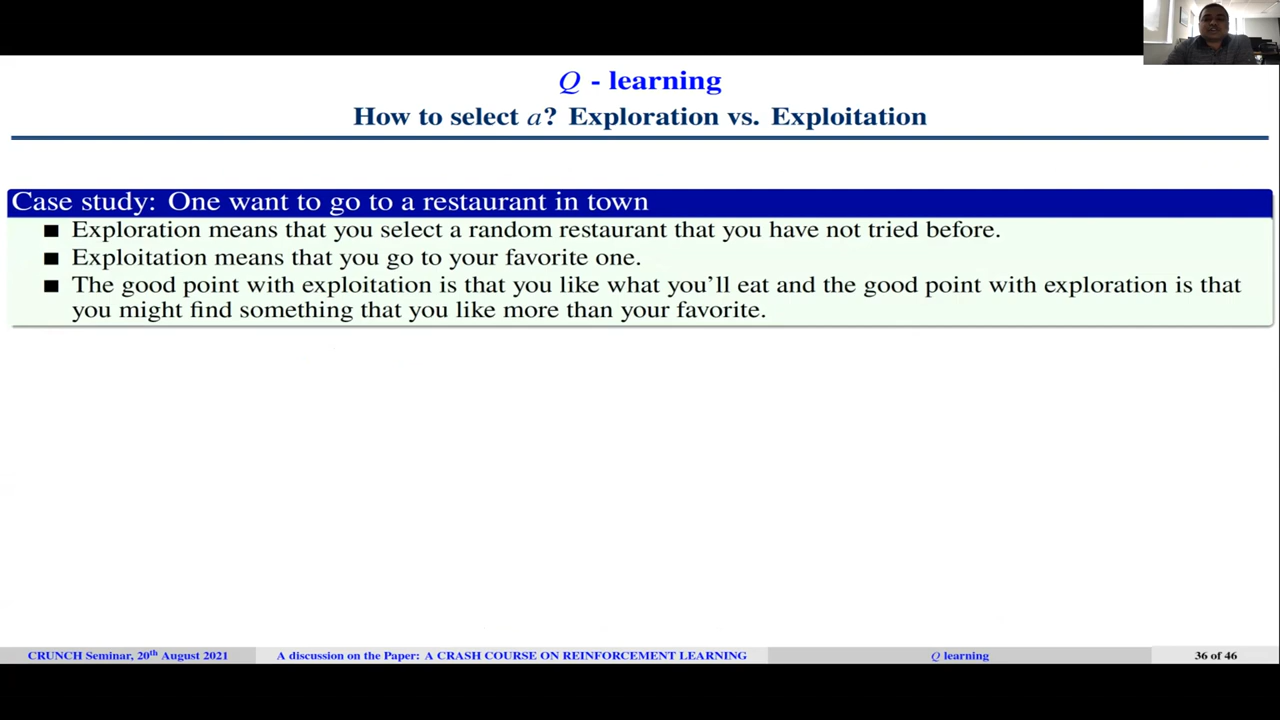 Q - learning
How to select a? Exploration vs. Exploitation
Case study: One want to go to a restaurant in town
Exploration means that you select a random restaurant that you have not tried before.
Exploitation means that you go to your favorite one.
The good point with exploitation is that you like what you'll eat and the good point with exploration is that
you might find something that you like more than your favorite.
CRUNCH Seminar, 20th August 2021 A discussion on the Paper: A CRASH COURSE ON REINFORCEMENT LEARNING Q learning 36 of 46